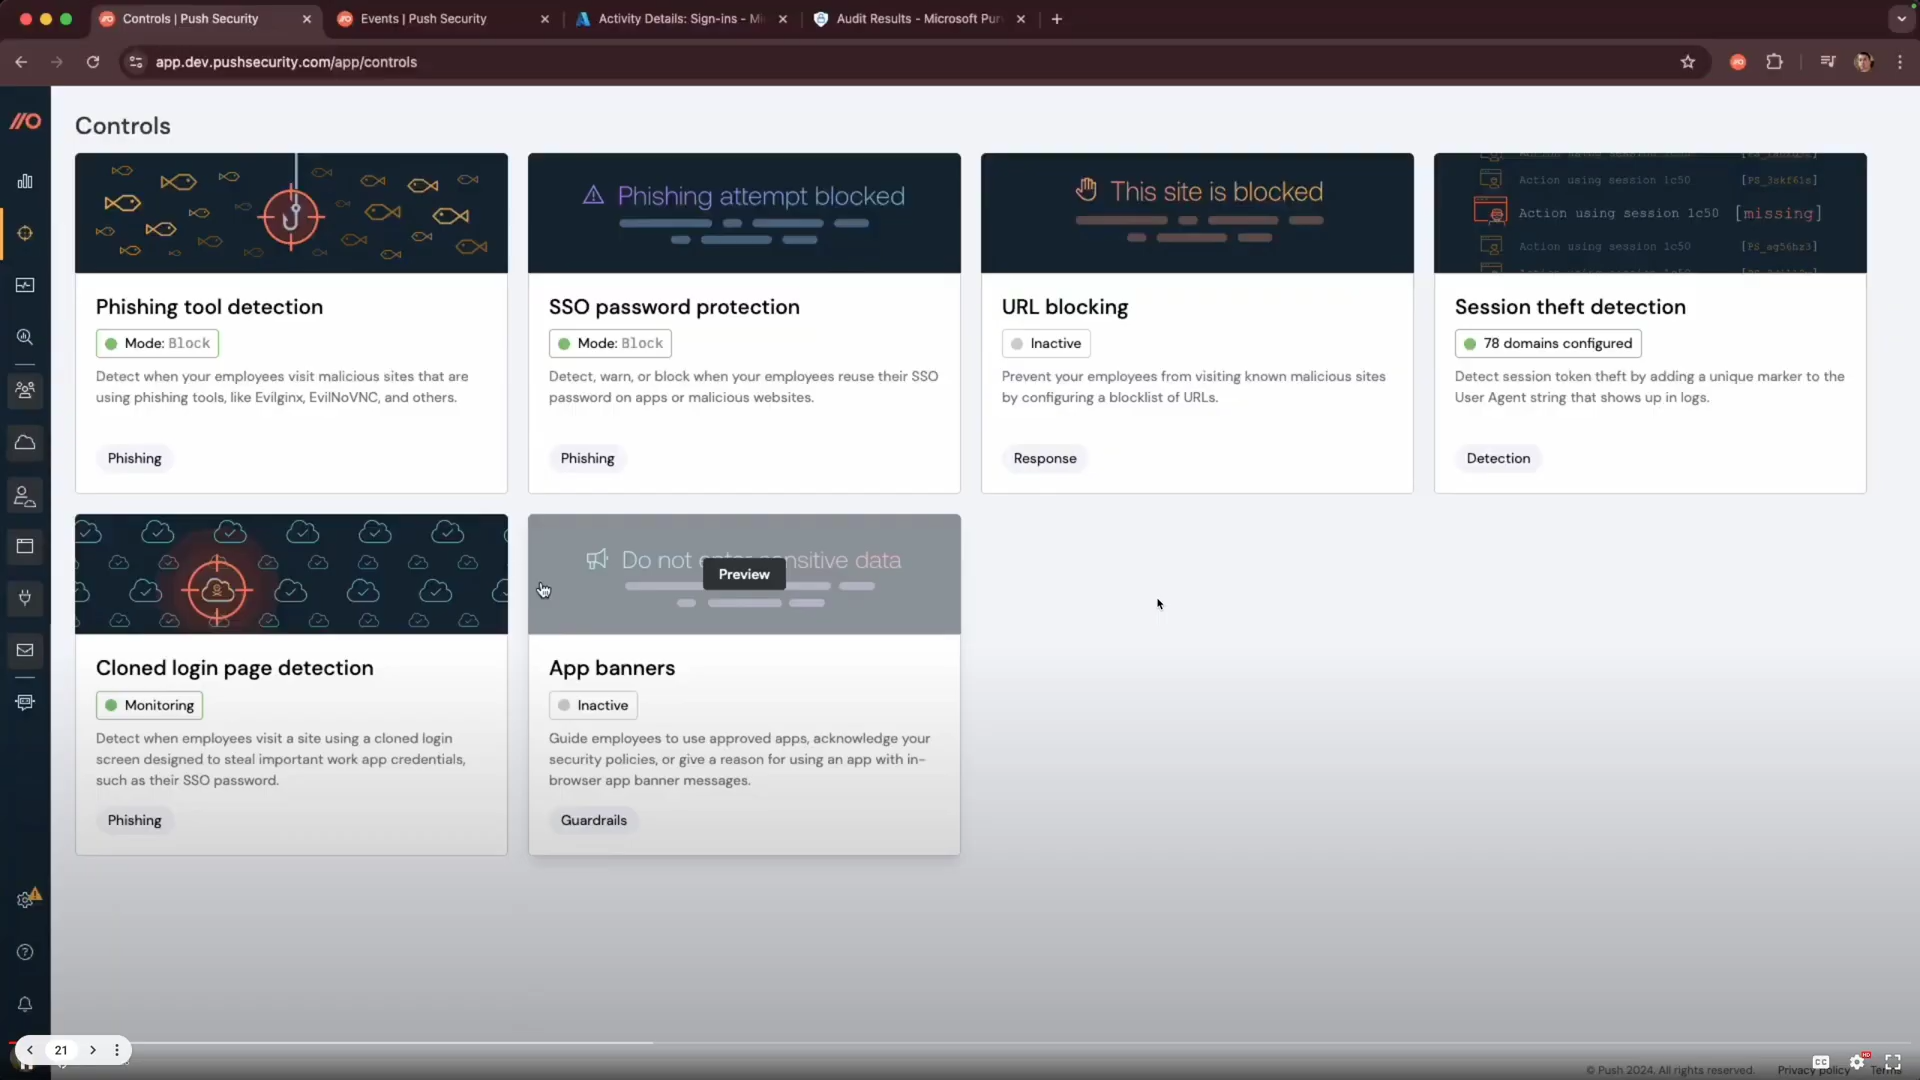 Controls | Push Security
Events | Push Security
Activity Details: Sign-ins - Mi
Audit Results - Microsoft Pur
app.dev.pushsecurity.com/app/controls
Controls
Phishing attempt blocked
This site is blocked
Action using session 1c50 [PS_3skf61s]
Action using session 1c50 [missing]
Action using session 1c50 [PS_ag56hz3]
Phishing tool detection
Mode: Block
Detect when your employees visit malicious sites that are
using phishing tools, like Evilginx, EvilNoVNC, and others.
Phishing
SSO password protection
Mode: Block
Detect, warn, or block when your employees reuse their SSO
password on apps or malicious websites.
Phishing
URL blocking
Inactive
Prevent your employees from visiting known malicious sites
by configuring a blocklist of URLs.
Response
Session theft detection
78 domains configured
Detect session token theft by adding a unique marker to the
User Agent string that shows up in logs.
Detection
Do not sensitive data
Preview
Cloned login page detection
Monitoring
Detect when employees visit a site using a cloned login
screen designed to steal important work app credentials,
such as their SSO password.
Phishing
App banners
Inactive
Guide employees to use approved apps, acknowledge your
security policies, or give a reason for using an app with in-
browser app banner messages.
Guardrails
21
CC
HD
© Push 2024. All rights reserved. Privacy policy Terms